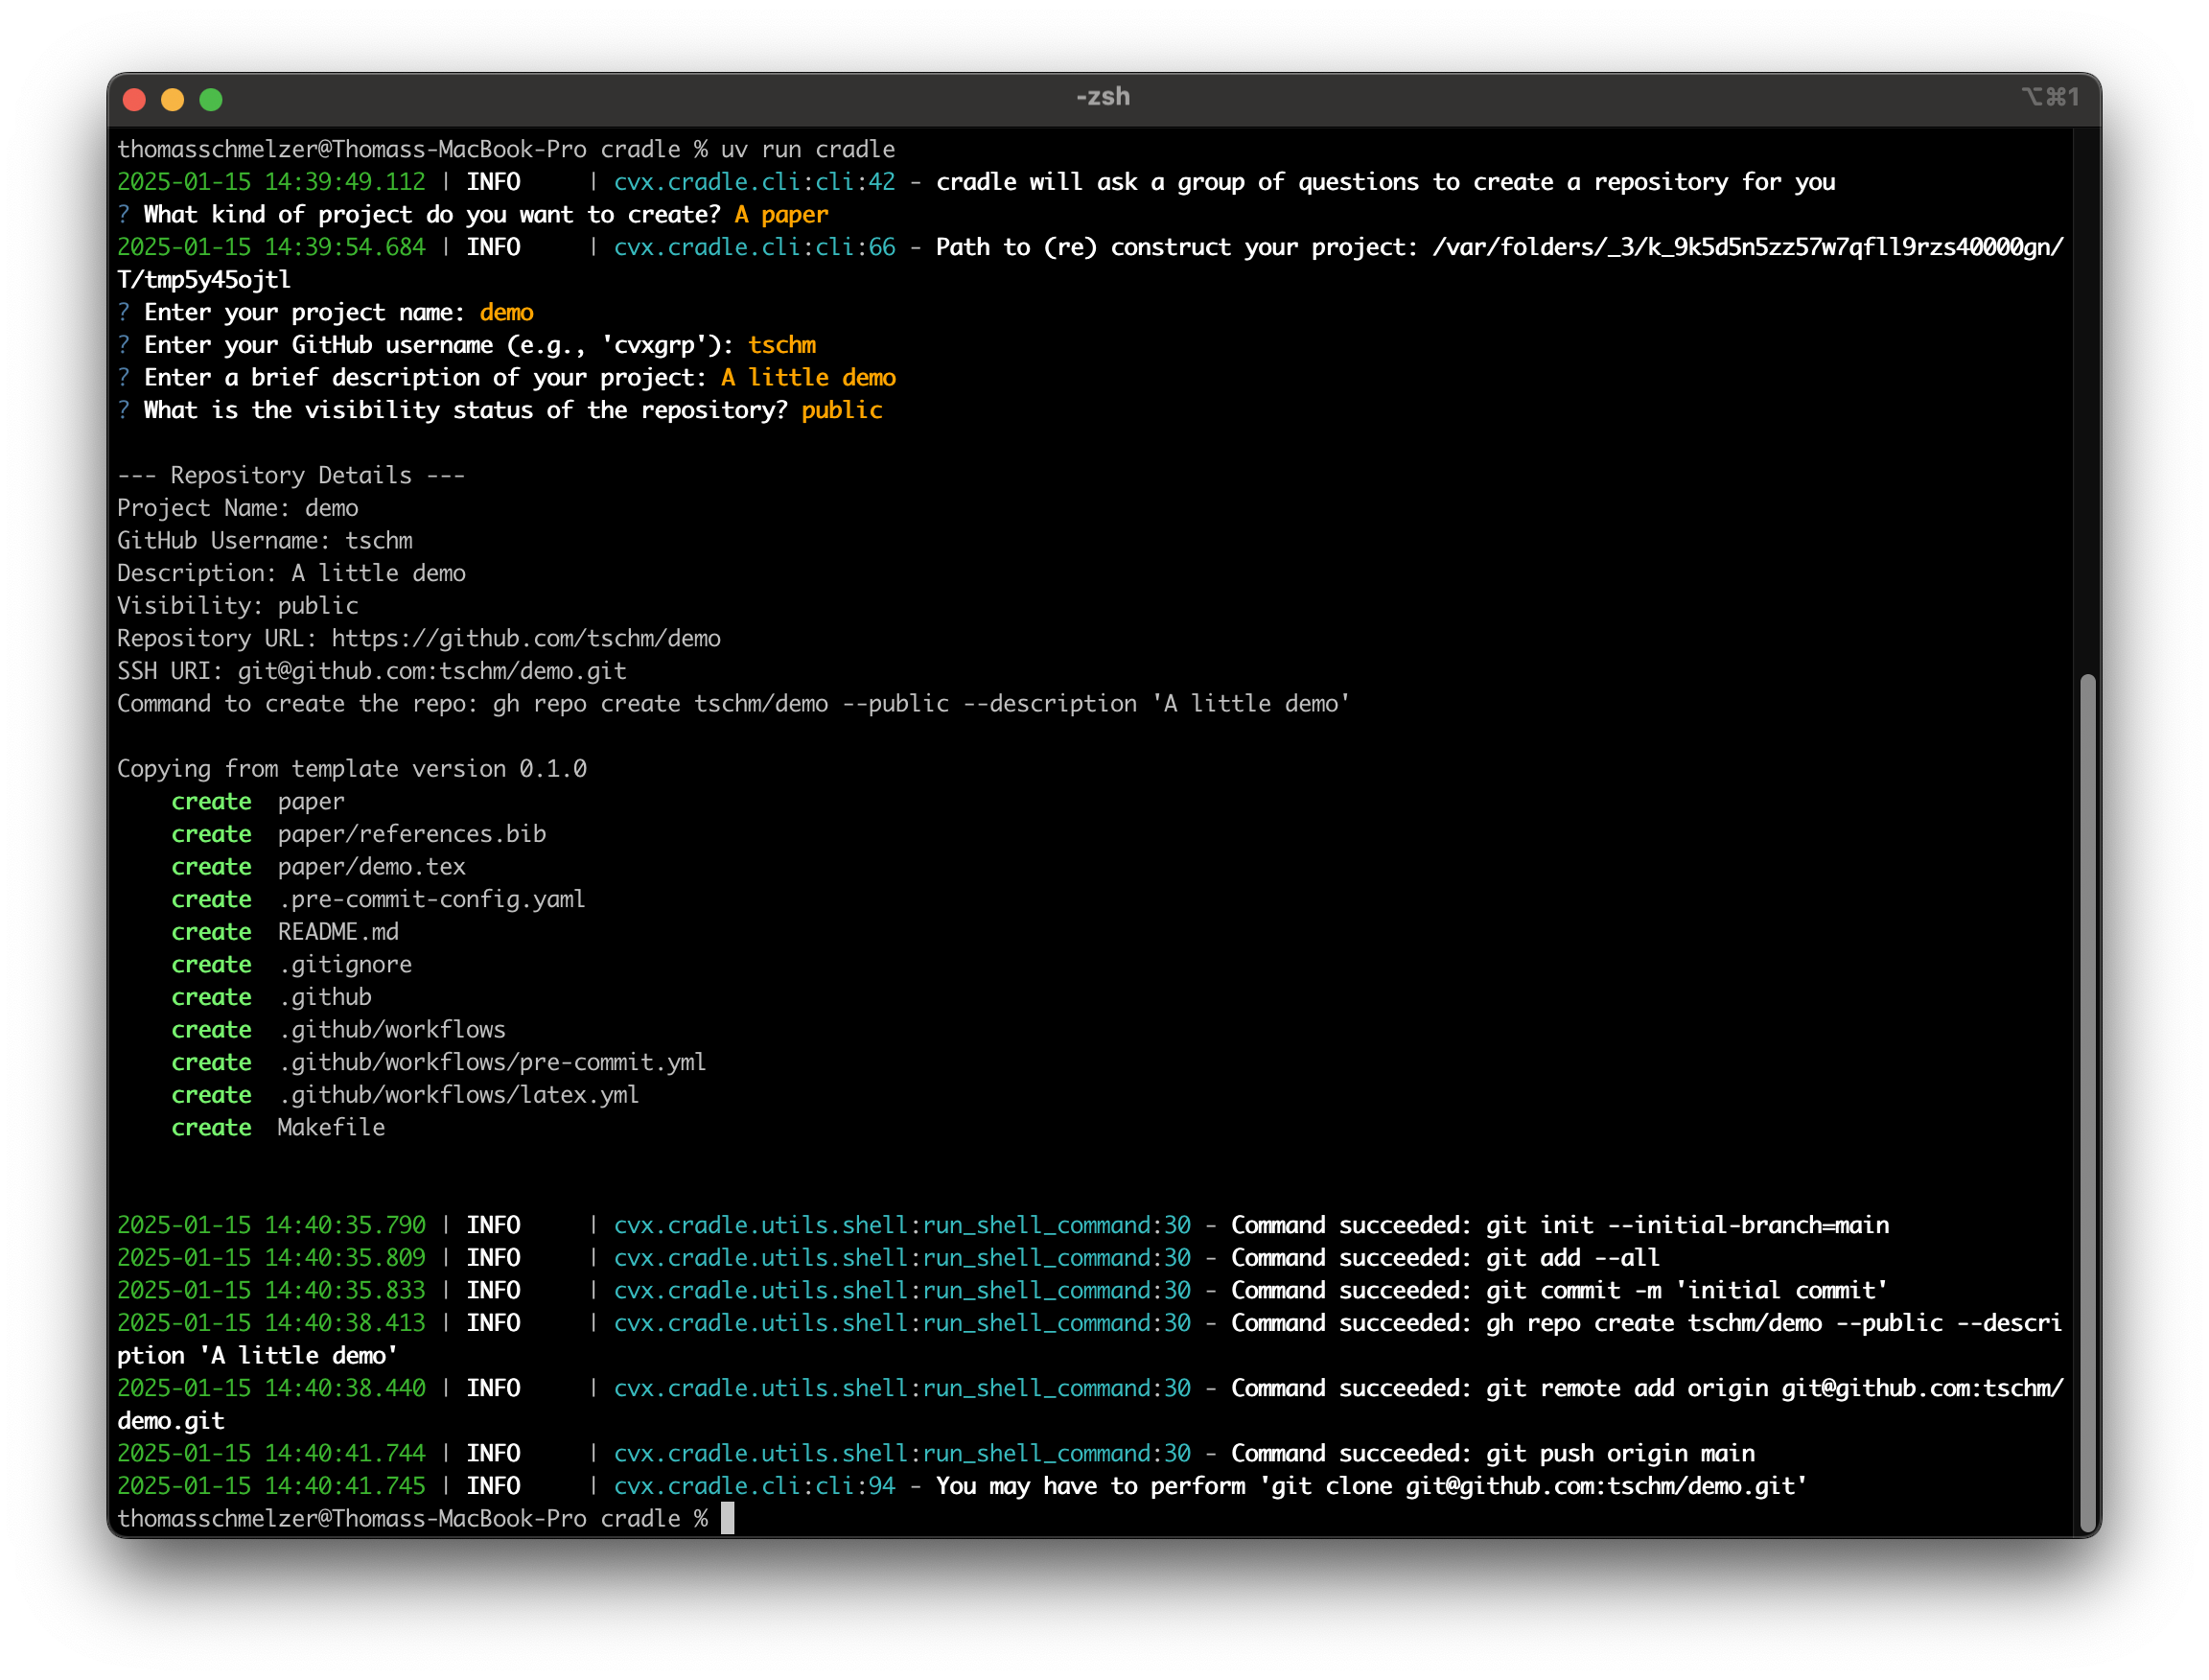 -zsh
⌥⌘1
thomasschmelzer@Thomass-MacBook-Pro cradle % uv run cradle
2025-01-15 14:39:49.112 | INFO     | cvx.cradle.cli:cli:42 - cradle will ask a group of questions to create a repository for you
? What kind of project do you want to create? A paper
2025-01-15 14:39:54.684 | INFO     | cvx.cradle.cli:cli:66 - Path to (re) construct your project: /var/folders/_3/k_9k5d5n5zz57w7qfll9rzs40000gn/
T/tmp5y45ojtl
? Enter your project name: demo
? Enter your GitHub username (e.g., 'cvxgrp'): tschm
? Enter a brief description of your project: A little demo
? What is the visibility status of the repository? public
--- Repository Details ---
Project Name: demo
GitHub Username: tschm
Description: A little demo
Visibility: public
Repository URL: https://github.com/tschm/demo
SSH URI: git@github.com:tschm/demo.git
Command to create the repo: gh repo create tschm/demo --public --description 'A little demo'
Copying from template version 0.1.0
    create  paper
    create  paper/references.bib
    create  paper/demo.tex
    create  .pre-commit-config.yaml
    create  README.md
    create  .gitignore
    create  .github
    create  .github/workflows
    create  .github/workflows/pre-commit.yml
    create  .github/workflows/latex.yml
    create  Makefile
2025-01-15 14:40:35.790 | INFO     | cvx.cradle.utils.shell:run_shell_command:30 - Command succeeded: git init --initial-branch=main
2025-01-15 14:40:35.809 | INFO     | cvx.cradle.utils.shell:run_shell_command:30 - Command succeeded: git add --all
2025-01-15 14:40:35.833 | INFO     | cvx.cradle.utils.shell:run_shell_command:30 - Command succeeded: git commit -m 'initial commit'
2025-01-15 14:40:38.413 | INFO     | cvx.cradle.utils.shell:run_shell_command:30 - Command succeeded: gh repo create tschm/demo --public --descri
ption 'A little demo'
2025-01-15 14:40:38.440 | INFO     | cvx.cradle.utils.shell:run_shell_command:30 - Command succeeded: git remote add origin git@github.com:tschm/
demo.git
2025-01-15 14:40:41.744 | INFO     | cvx.cradle.utils.shell:run_shell_command:30 - Command succeeded: git push origin main
2025-01-15 14:40:41.745 | INFO     | cvx.cradle.cli:cli:94 - You may have to perform 'git clone git@github.com:tschm/demo.git'
thomasschmelzer@Thomass-MacBook-Pro cradle %